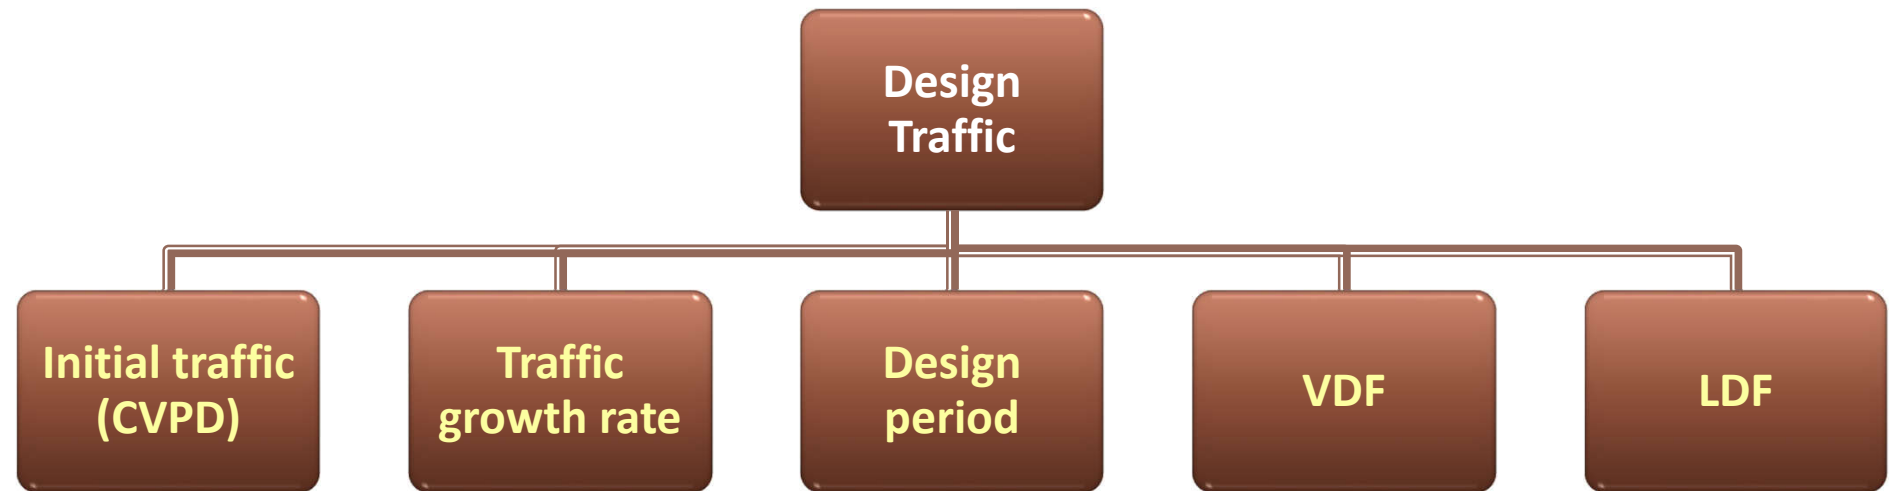 Design
Traffic
Initial traffic
(CVPD)
Traffic
growth rate
Design
period
VDF
LDF